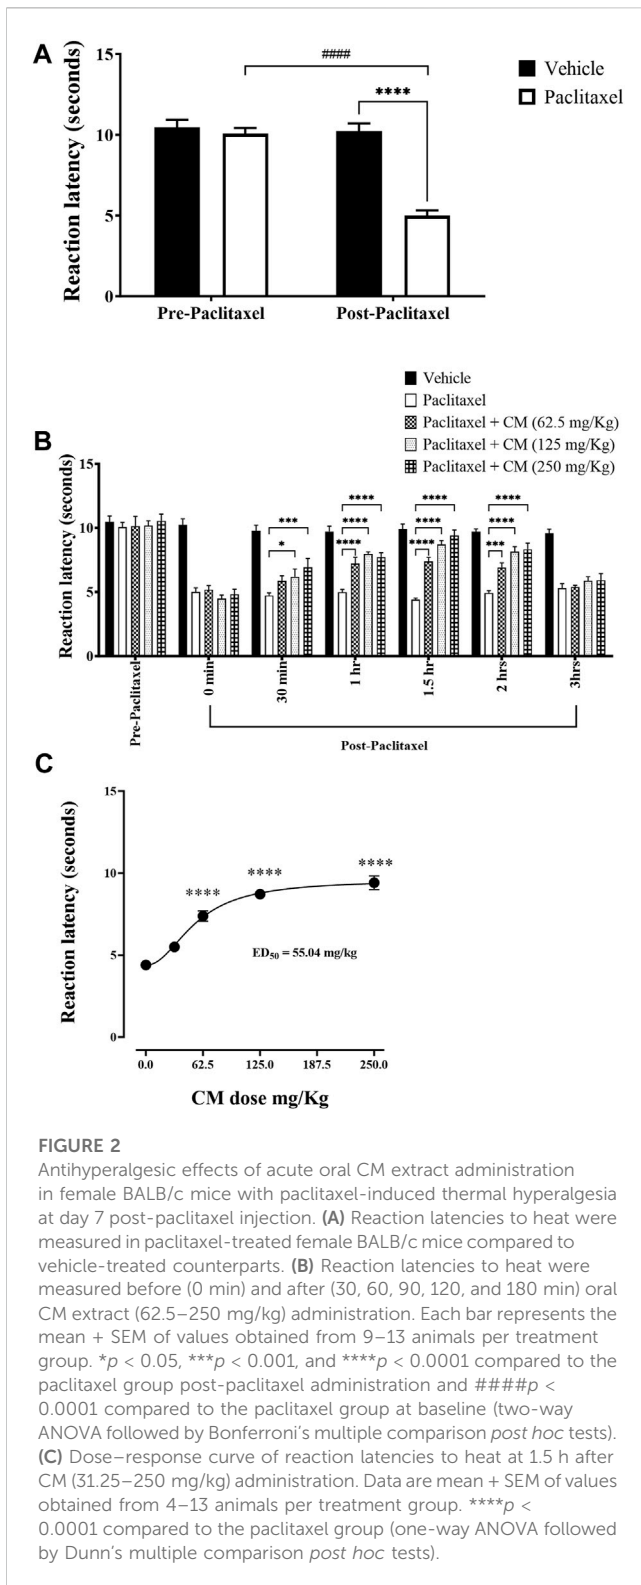 A
####
****
Vehicle
Paclitaxel
Reaction latency (seconds)
15
10
5
0
Pre-Paclitaxel
Post-Paclitaxel
Vehicle
Paclitaxel
Paclitaxel + CM (62.5 mg/Kg)
Paclitaxel + CM (125 mg/Kg)
Paclitaxel + CM (250 mg/Kg)
B
Reaction latency (seconds)
15
10
5
0
***
*
****
****
****
****
****
****
****
****
***
Pre-Paclitaxel
0 min
30 min
1 hr
1.5 hr
2 hrs
3hrs
Post-Paclitaxel
C
Reaction latency (seconds)
15
10
5
0
****
****
****
ED50 = 55.04 mg/kg
0.0
62.5
125.0
187.5
250.0
CM dose mg/Kg
FIGURE 2
Antihyperalgesic effects of acute oral CM extract administration
in female BALB/c mice with paclitaxel-induced thermal hyperalgesia
at day 7 post-paclitaxel injection. (A) Reaction latencies to heat were
measured in paclitaxel-treated female BALB/c mice compared to
vehicle-treated counterparts. (B) Reaction latencies to heat were
measured before (0 min) and after (30, 60, 90, 120, and 180 min) oral
CM extract (62.5–250 mg/kg) administration. Each bar represents the
mean + SEM of values obtained from 9–13 animals per treatment
group. *p < 0.05, ***p < 0.001, and ****p < 0.0001 compared to the
paclitaxel group post-paclitaxel administration and ####p <
0.0001 compared to the paclitaxel group at baseline (two-way
ANOVA followed by Bonferroni’s multiple comparison post hoc tests).
(C) Dose–response curve of reaction latencies to heat at 1.5 h after
CM (31.25–250 mg/kg) administration. Data are mean + SEM of values
obtained from 4–13 animals per treatment group. ****p <
0.0001 compared to the paclitaxel group (one-way ANOVA followed
by Dunn’s multiple comparison post hoc tests).